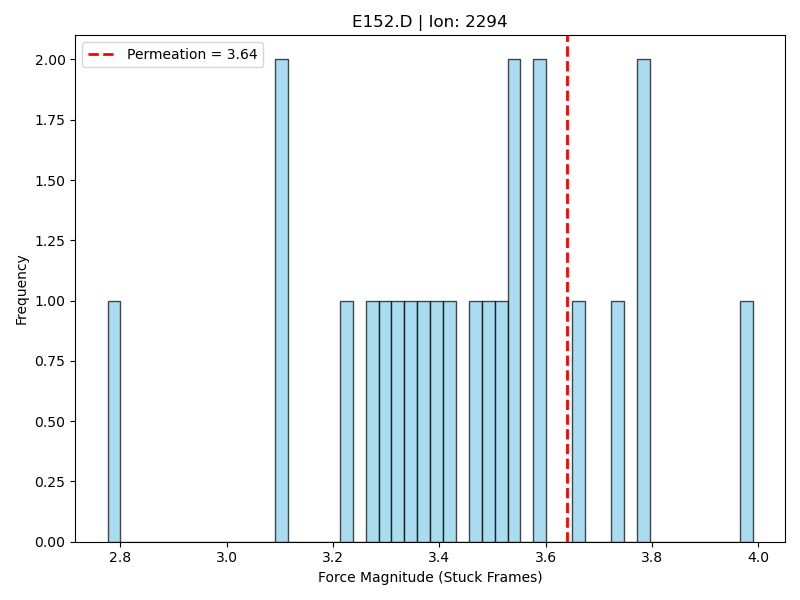 E152.D | Ion: 2294
Permeation = 3.64
2.00
1.75
1.50
1.25
1.00
0.75
0.50
0.25
0.00
Frequency
2.8 3.0 3.2 3.4 3.6 3.8 4.0
Force Magnitude (Stuck Frames)